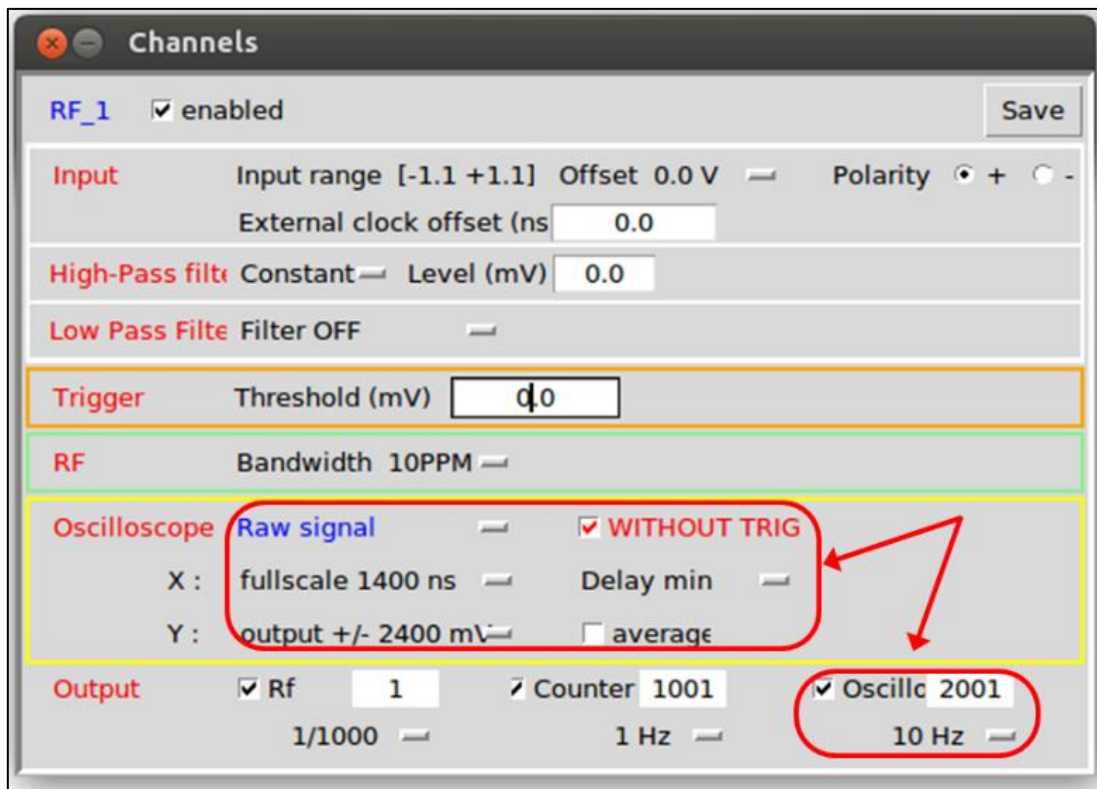 Channels
RF_1 enabled Save
Input Input range [-1.1 +1.1] Offset 0.0 V Polarity + -
External clock offset (ns 0.0
High-Pass filte Constant Level (mV) 0.0
Low Pass Filte Filter OFF
Trigger Threshold (mV) 0.0
RF Bandwidth 10PPM
Oscilloscope Raw signal WITHOUT TRIG
X : fullscale 1400 ns Delay min
Y : output +/- 2400 mV average
Output Rf 1 Counter 1001 Oscillo 2001
1/1000 1 Hz 10 Hz